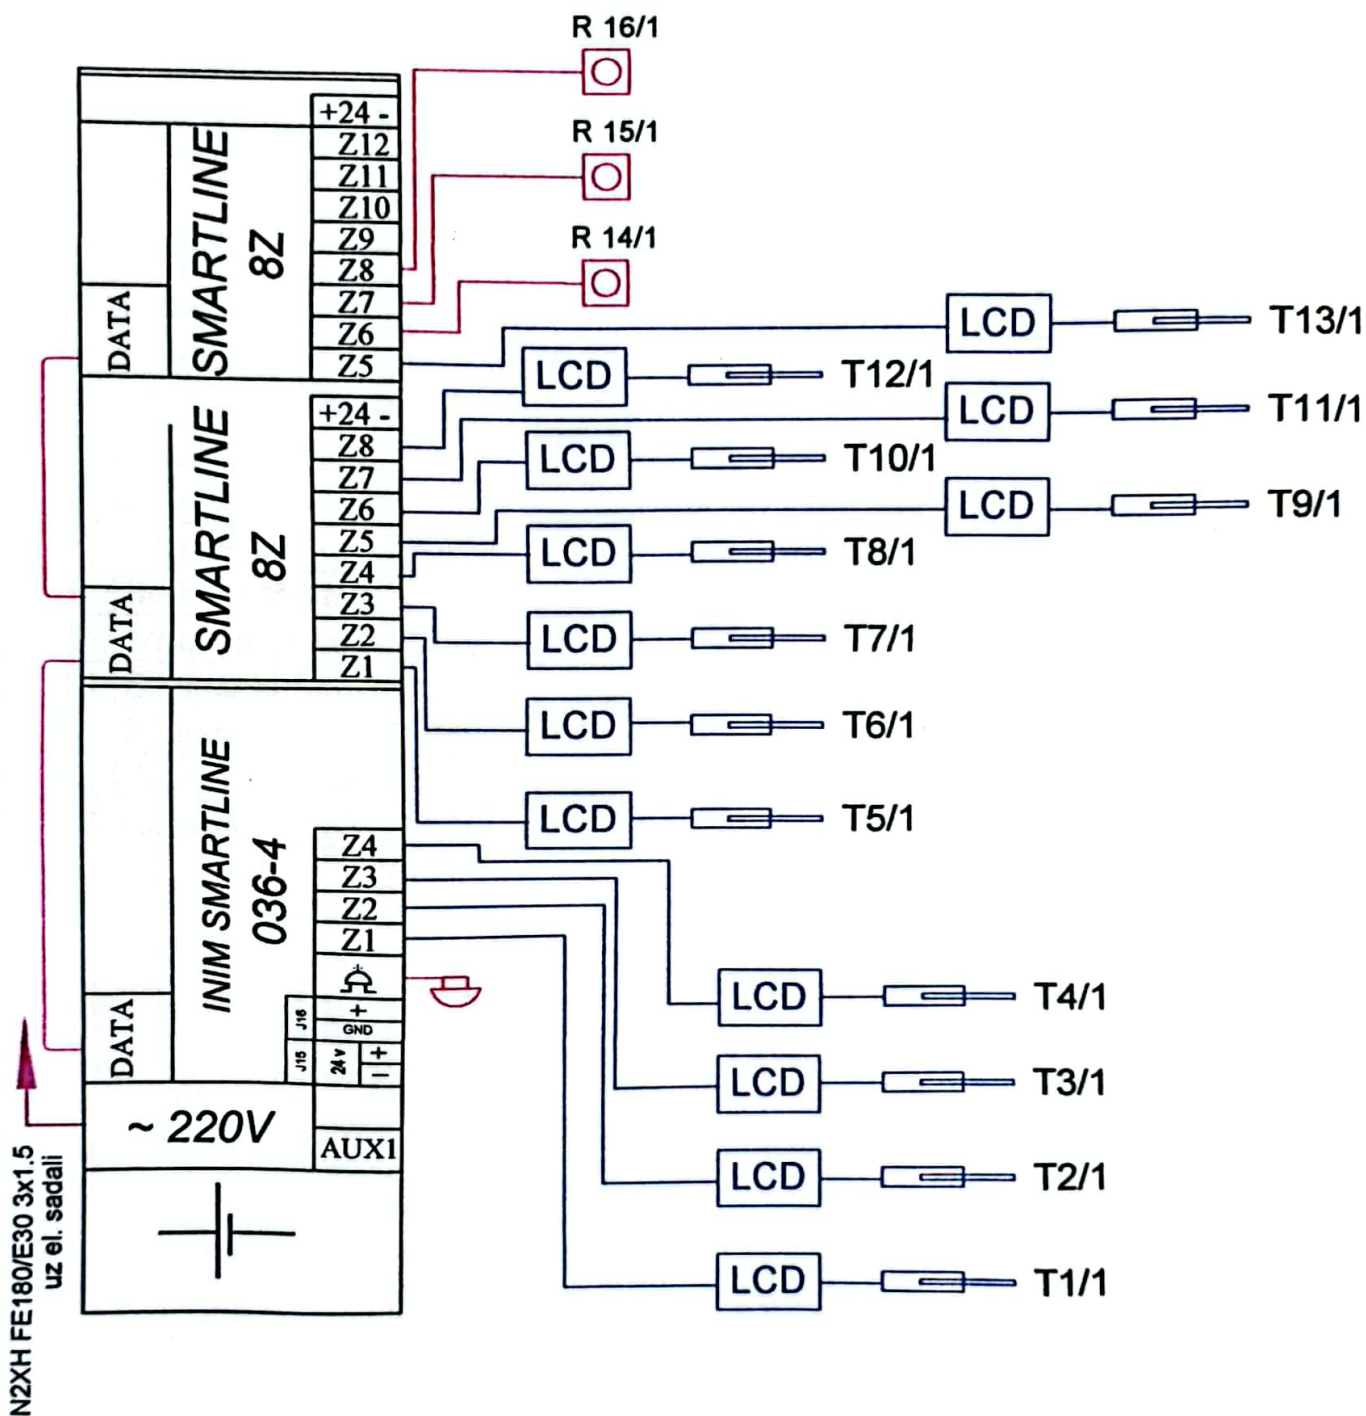 R 16/1
R 15/1
R 14/1
+24 -
Z12
Z11
Z10
Z9
Z8
Z7
Z6
Z5
SMARTLINE
8Z
DATA
LCD
T13/1
LCD
T12/1
LCD
T11/1
LCD
T10/1
LCD
T9/1
LCD
T8/1
LCD
T7/1
LCD
T6/1
LCD
T5/1
+24 -
Z8
Z7
Z6
Z5
Z4
Z3
Z2
Z1
SMARTLINE
8Z
DATA
INIM SMARTLINE
036-4
Z4
Z3
Z2
Z1
J16
+
GND
J15
24v
+
−
DATA
LCD
T4/1
LCD
T3/1
LCD
T2/1
LCD
T1/1
~ 220V
AUX1
N2XH FE180/E30 3x1.5
uz el. sadali